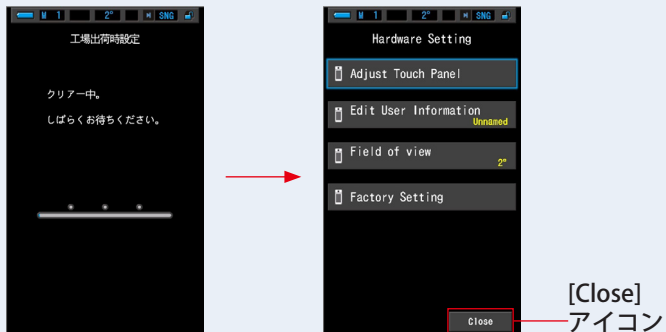 M 1 2° SNG
工場出荷時設定
クリアー中。
しばらくお待ちください。
M 1 2° SNG
Hardware Setting
Adjust Touch Panel
Edit User Information
Unnamed
Field of view
2°
Factory Setting
Close
[Close]
アイコン